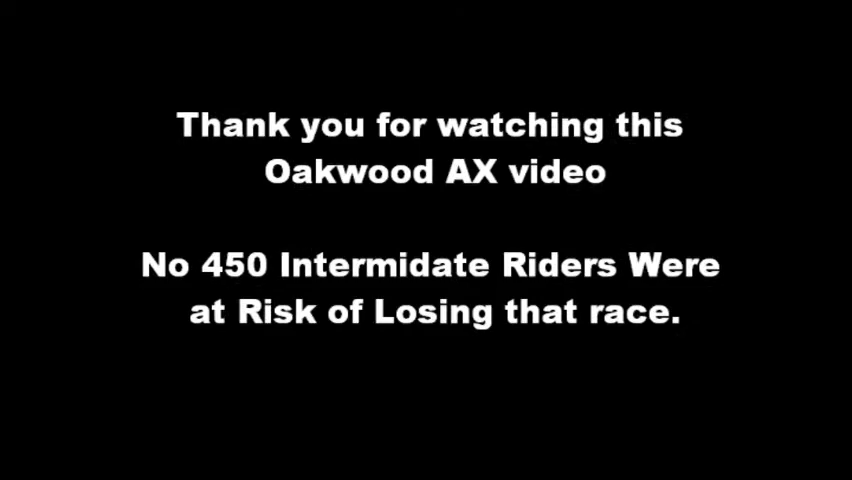 Thank you for watching this
Oakwood AX video
No 450 Intermidate Riders Were
at Risk of Losing that race.